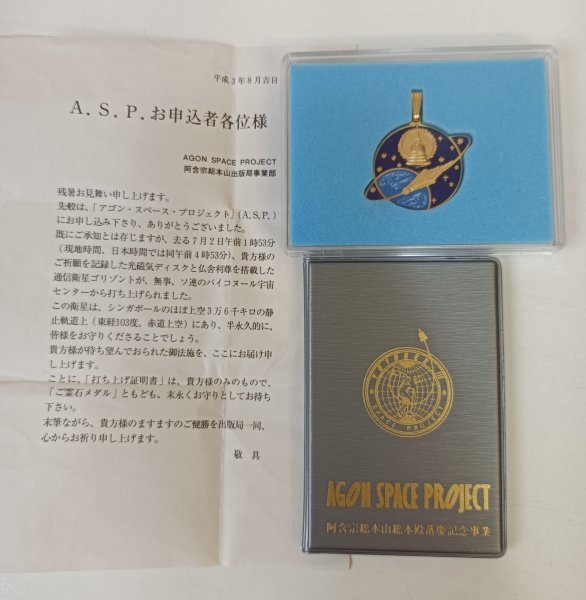 平成3年8月吉日
A.S.P.お申込者各位様
AGON SPACE PROJECT
阿含宗総本山出版局事業部
残暑お見舞い申し上げます。
先般は、「アゴン・スペース・プロジェクト」(A.S.P.)
にお申し込み下さり、ありがとうございました。
既にご承知とは存じますが、去る7月2日午前1時53分
(現地時間、日本時間では同午前4時53分)、貴方様の
ご祈願を記録した光磁気ディスクと仏舎利尊を搭載した
通信衛星ゴリゾントが、無事、ソ連のバイコヌール宇宙
センターから打ち上げられました。
この衛星は、シンガポールのほぼ上空3万6千キロの静
止軌道上(東経103度、赤道上空)にあり、半永久的に、
皆様をお守りくださることでしょう。
貴方様が待ち望んでおられた御法施を、ここにお届け申
し上げます。
ことに、「打ち上げ証明書」は、貴方様のみのもので、
「ご霊石メダル」ともども、末永くお守りとしてお持ち
下さい。
末筆ながら、貴方様のますますのご健勝を出版局一同、
心からお祈り申し上げます。
敬具
SPACE PROJECT
AGON SPACE PROJECT
阿含宗総本山総本殿落慶記念事業